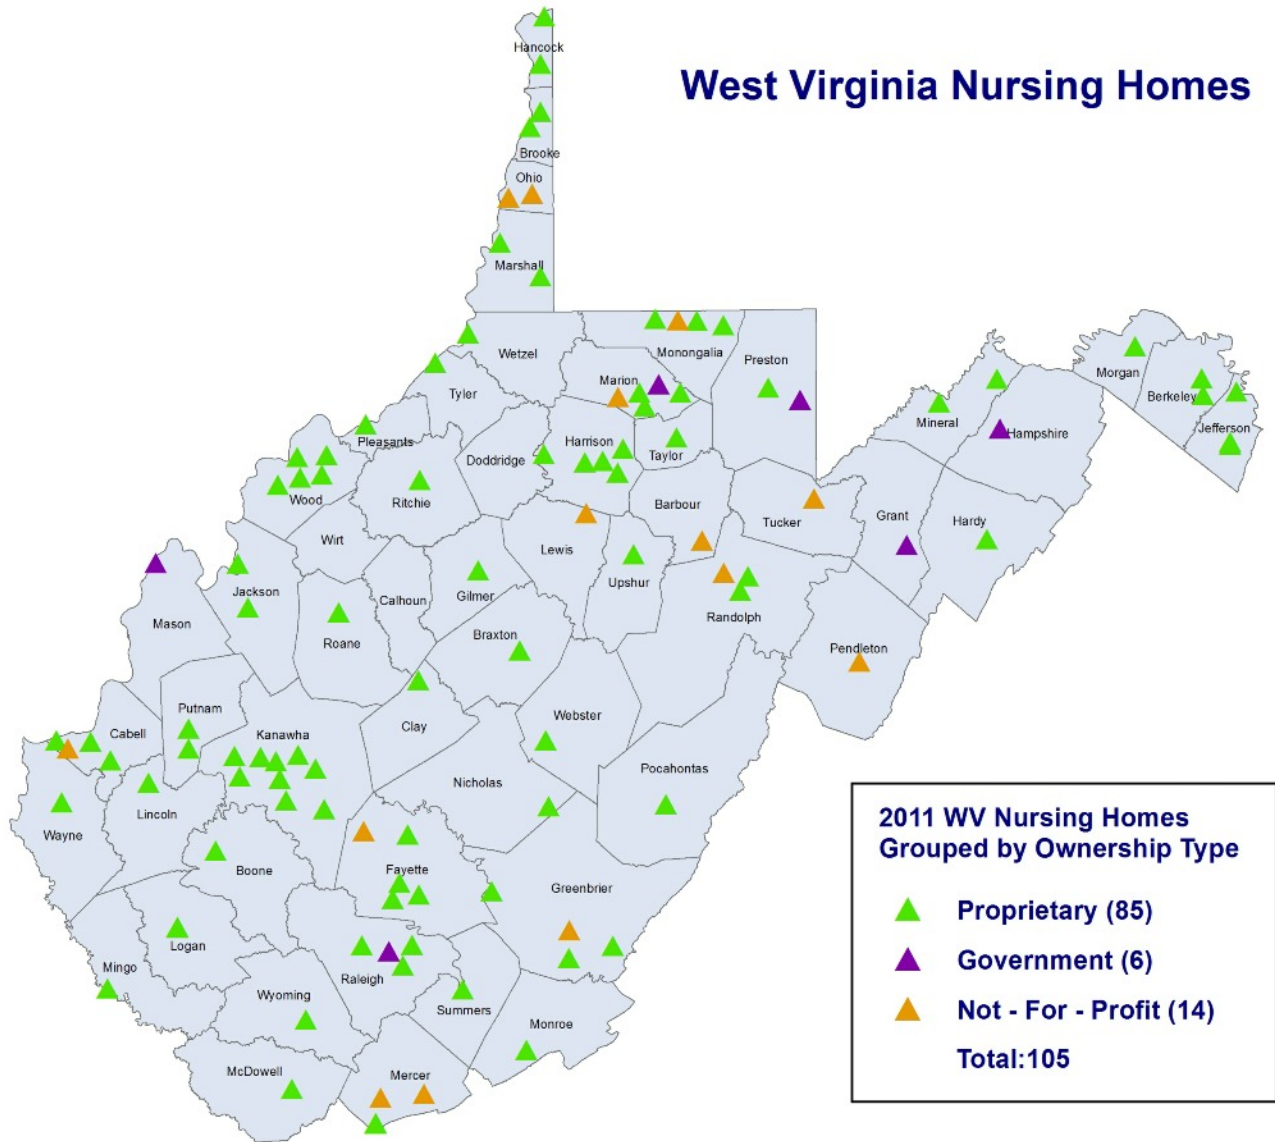 West Virginia Nursing Homes
Hancock
Brooke
Ohio
Marshall
Wetzel
Monongalia
Preston
Marion
Tyler
Morgan
Berkeley
Mineral
Hampshire
Jefferson
Pleasants
Doddridge
Harrison
Taylor
Wood
Ritchie
Barbour
Tucker
Grant
Hardy
Wirt
Lewis
Upshur
Jackson
Calhoun
Gilmer
Mason
Roane
Braxton
Randolph
Pendleton
Putnam
Cabell
Kanawha
Clay
Webster
Pocahontas
Nicholas
Wayne
Lincoln
Boone
Fayette
Greenbrier
Logan
Mingo
Raleigh
Wyoming
Summers
Monroe
McDowell
Mercer
2011 WV Nursing Homes
Grouped by Ownership Type
Proprietary (85)
Government (6)
Not - For - Profit (14)
Total:105